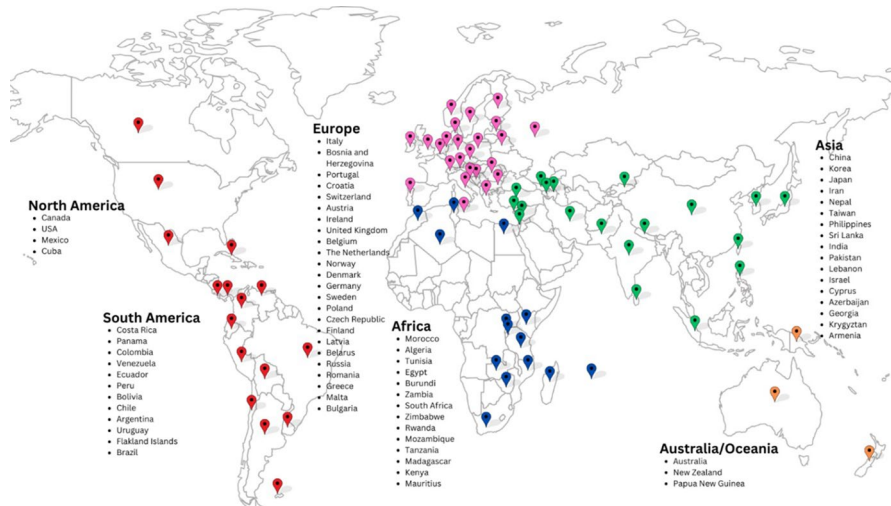 North America
Canada
USA
Mexico
Cuba
South America
Costa Rica
Panama
Colombia
Venezuela
Ecuador
Peru
Bolivia
Chile
Argentina
Uruguay
Flakland Islands
Brazil
Europe
Italy
Bosnia and
Herzegovina
Portugal
Croatia
Switzerland
Austria
Ireland
United Kingdom
Belgium
The Netherlands
Norway
Denmark
Germany
Sweden
Poland
Czech Republic
Finland
Latvia
Belarus
Russia
Romania
Greece
Malta
Bulgaria
Africa
Morocco
Algeria
Tunisia
Egypt
Burundi
Zambia
South Africa
Zimbabwe
Rwanda
Mozambique
Tanzania
Madagascar
Kenya
Mauritius
Asia
China
Korea
Japan
Iran
Nepal
Taiwan
Philippines
Sri Lanka
India
Pakistan
Lebanon
Israel
Cyprus
Azerbaijan
Georgia
Krygyztan
Armenia
Australia/Oceania
Australia
New Zealand
Papua New Guinea